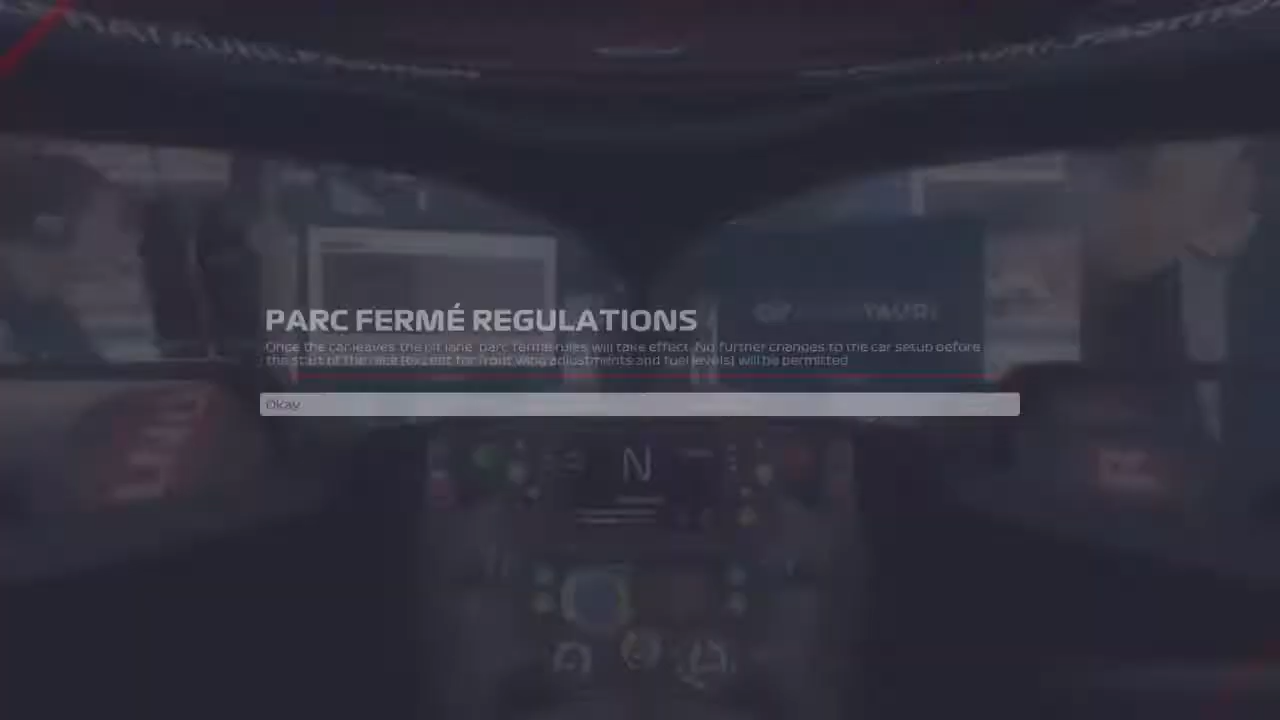 PARC FERMÉ REGULATIONS
Once the car leaves the pit lane, parc fermé rules will take effect. No further changes to the car setup before
the start of the race (except for front wing adjustments and fuel levels) will be permitted
Okay
N
TAURI